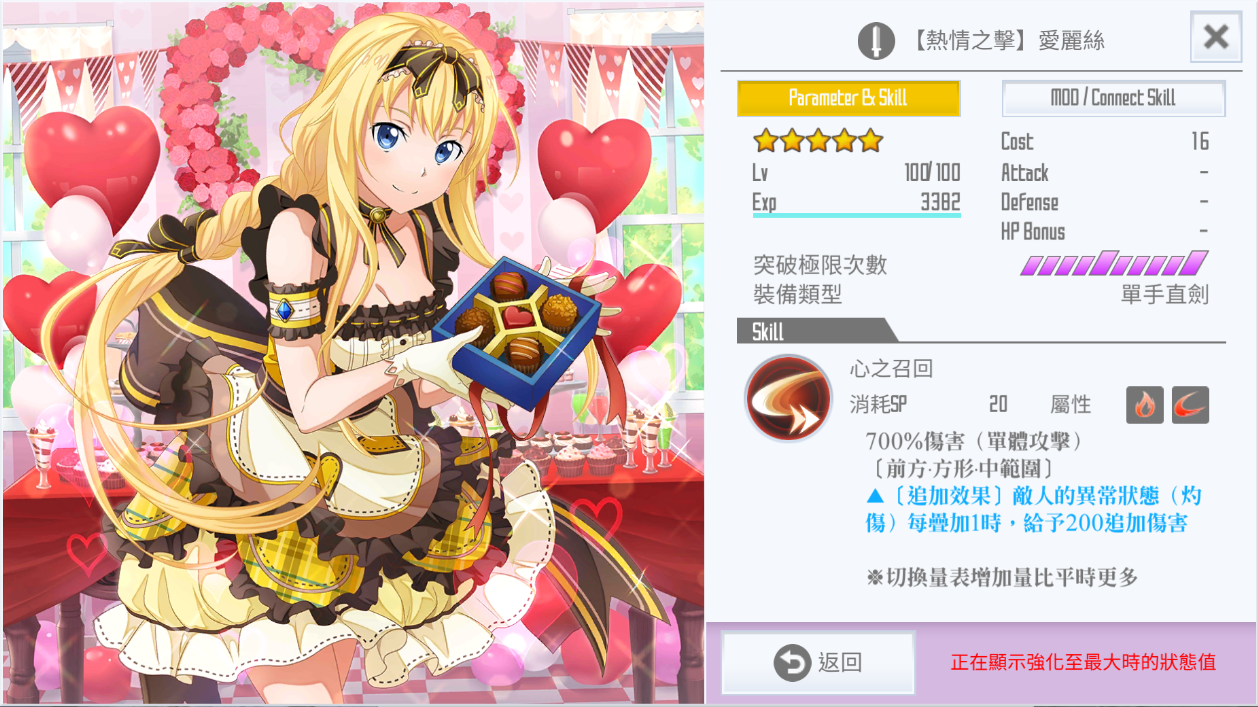 【熱情之擊】愛麗絲
Parameter & Skill
MOD / Connect Skill
Lv 100/100
Exp 3382
Cost 16
Attack -
Defense -
HP Bonus -
突破極限次數
裝備類型 單手直劍
Skill
心之召回
消耗SP 20 屬性
700%傷害（單體攻擊）
〔前方·方形·中範圍〕
▲〔追加效果〕敵人的異常狀態（灼
傷）每疊加1時，給予200追加傷害
※切換量表增加量比平時更多
返回
正在顯示強化至最大時的狀態值